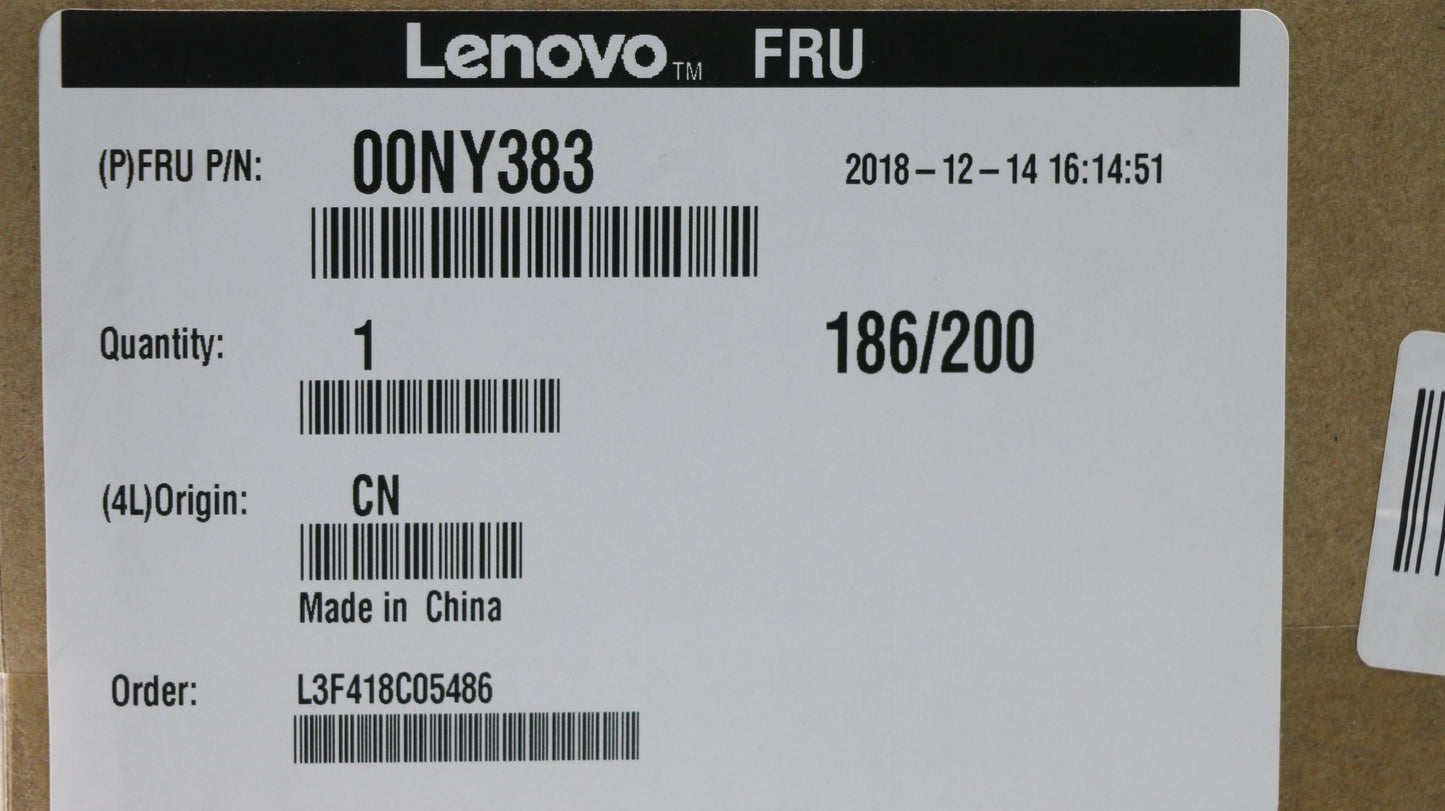 Lenovo™ FRU
(P)FRU P/N: 00NY383 2018-12-14 16:14:51
Quantity: 1 186/200
(4L)Origin: CN
Made in China
Order: L3F418C05486